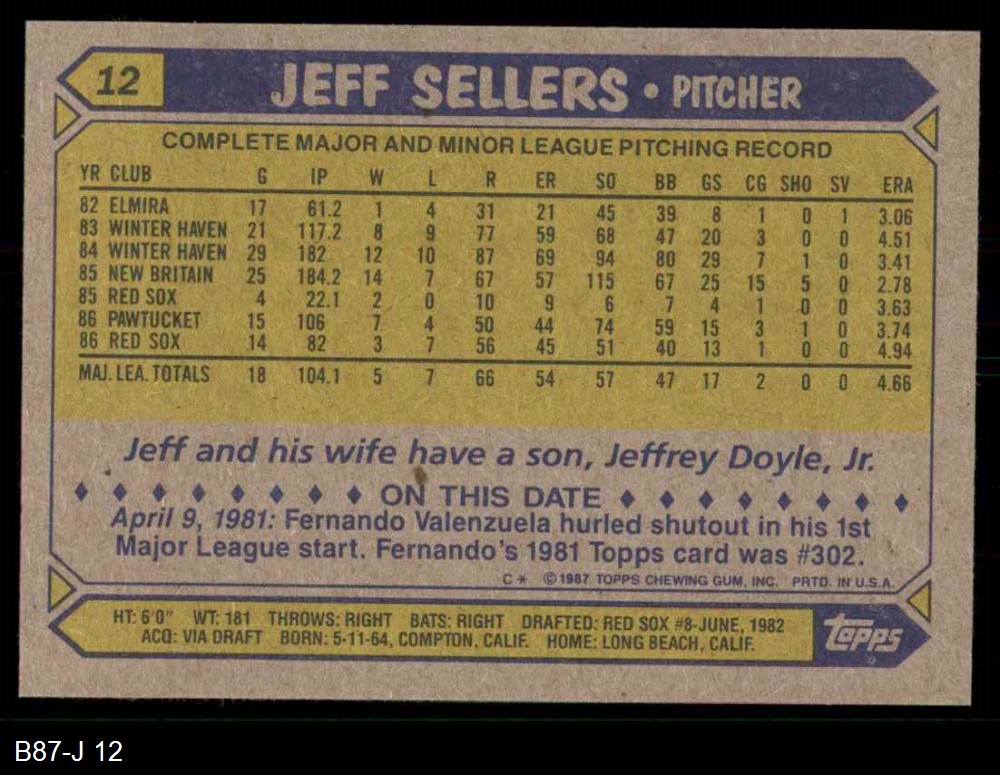 12 JEFF SELLERS • PITCHER
COMPLETE MAJOR AND MINOR LEAGUE PITCHING RECORD
YR CLUB G IP W L R ER SO BB GS CG SHO SV ERA
82 ELMIRA 17 61.2 1 4 31 21 45 39 8 1 0 1 3.06
83 WINTER HAVEN 21 117.2 8 9 77 59 68 47 20 3 0 0 4.51
84 WINTER HAVEN 29 182 12 10 87 69 94 80 29 7 1 0 3.41
85 NEW BRITAIN 25 184.2 14 7 67 57 115 67 25 15 5 0 2.78
85 RED SOX 4 22.1 2 0 10 9 6 7 4 1 0 0 3.63
86 PAWTUCKET 15 106 7 4 50 44 74 59 15 3 1 0 3.74
86 RED SOX 14 82 3 7 56 45 51 40 13 1 0 0 4.94
MAJ. LEA. TOTALS 18 104.1 5 7 66 54 57 47 17 2 0 0 4.66
Jeff and his wife have a son, Jeffrey Doyle, Jr.
♦ ♦ ♦ ♦ ♦ ♦ ♦ ♦ ON THIS DATE ♦ ♦ ♦ ♦ ♦ ♦ ♦ ♦
April 9, 1981: Fernando Valenzuela hurled shutout in his 1st
Major League start. Fernando's 1981 Topps card was #302.
C* ©1987 TOPPS CHEWING GUM, INC. PRTD. IN U.S.A.
HT: 6'0" WT: 181 THROWS: RIGHT BATS: RIGHT DRAFTED: RED SOX #8-JUNE, 1982
ACQ: VIA DRAFT BORN: 5-11-64, COMPTON, CALIF. HOME: LONG BEACH, CALIF.
topps
B87-J 12